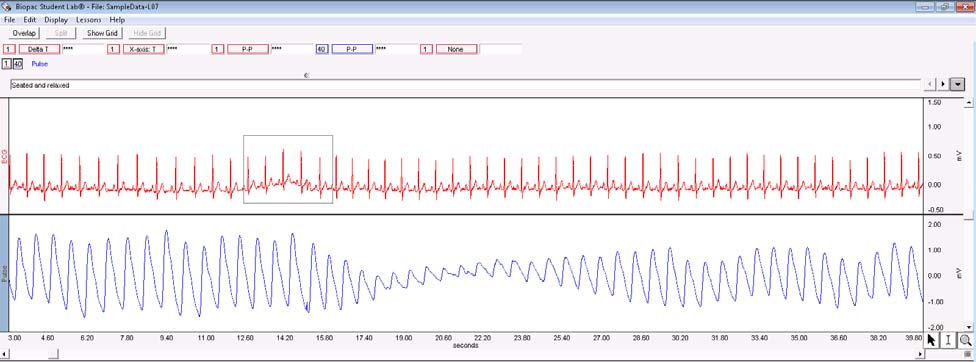 Biopac Student Lab® - File: SampleData-L07
File Edit Display Lessons Help
Overlap Split Show Grid Hide Grid
1 Delta T **** 1 X-axis: T **** 1 P-P **** 40 P-P **** 1 None
1 40 Pulse
Seated and relaxed
1.50
1.00
ECG 0.50 mV
0.00
-0.50
2.00
1.00
Pulse 0.00 mV
-1.00
-2.00
3.00 4.60 6.20 7.80 9.40 11.00 12.60 14.20 15.80 17.40 19.00 20.60 22.20 23.80 25.40 27.00 28.60 30.20 31.80 33.40 35.00 36.60 38.20 39.80
seconds